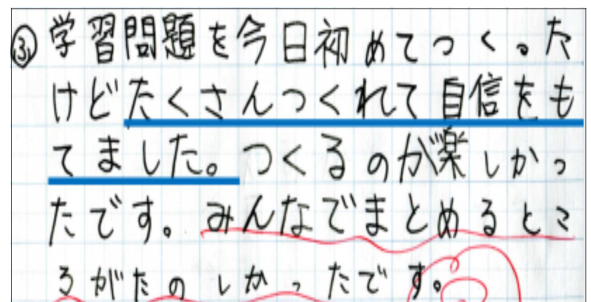 ㋫学習問題を今日初めてつく。た
けどたくさんつくれて自信をも
てました。つくるのが楽しかっ
たです。みんなでまとめるとこ
ろがたのしかったです。